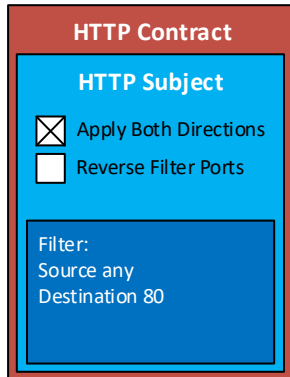 HTTP Contract
HTTP Subject
Apply Both Directions
Reverse Filter Ports
Filter:
Source any
Destination 80